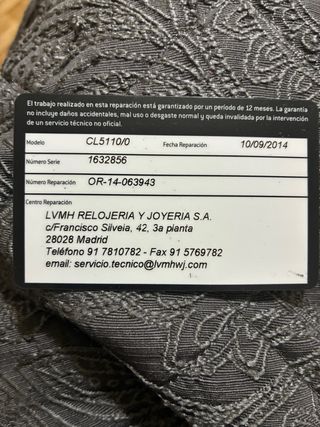 El trabajo realizado en esta reparación está garantizado por un período de 12 meses. La garantía
no incluye daños accidentales, mal uso o desgaste normal y queda invalidada por la intervención
de un servicio técnico no oficial.
Modelo CL5110/0 Fecha Reparación 10/09/2014
Número Serie 1632856
Número Reparación OR-14-063943
Centro Reparación
LVMH RELOJERIA Y JOYERIA S.A.
c/Francisco Silvela, 42, 3a planta
28028 Madrid
Teléfono 91 7810782 - Fax 91 5769782
email: servicio.tecnico@lvmhwj.com